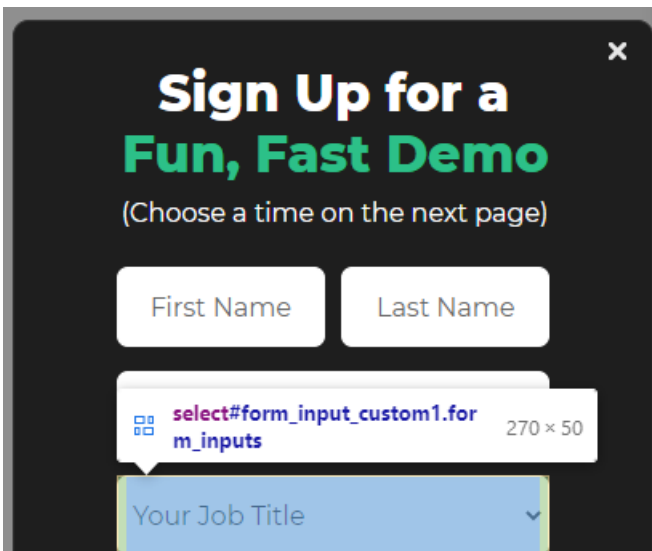 Sign Up for a
Fun, Fast Demo
(Choose a time on the next page)
First Name Last Name
select#form_input_custom1.for
m_inputs 270 × 50
Your Job Title